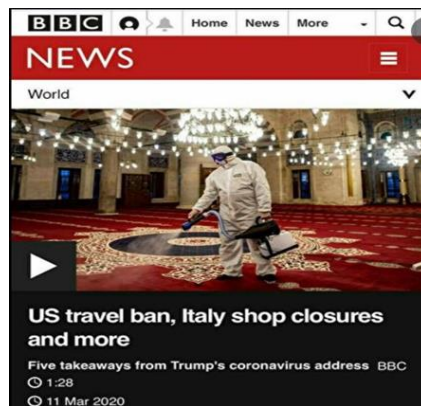 BBC Home News More
NEWS
World
US travel ban, Italy shop closures
and more
Five takeaways from Trump's coronavirus address BBC
1:28
11 Mar 2020